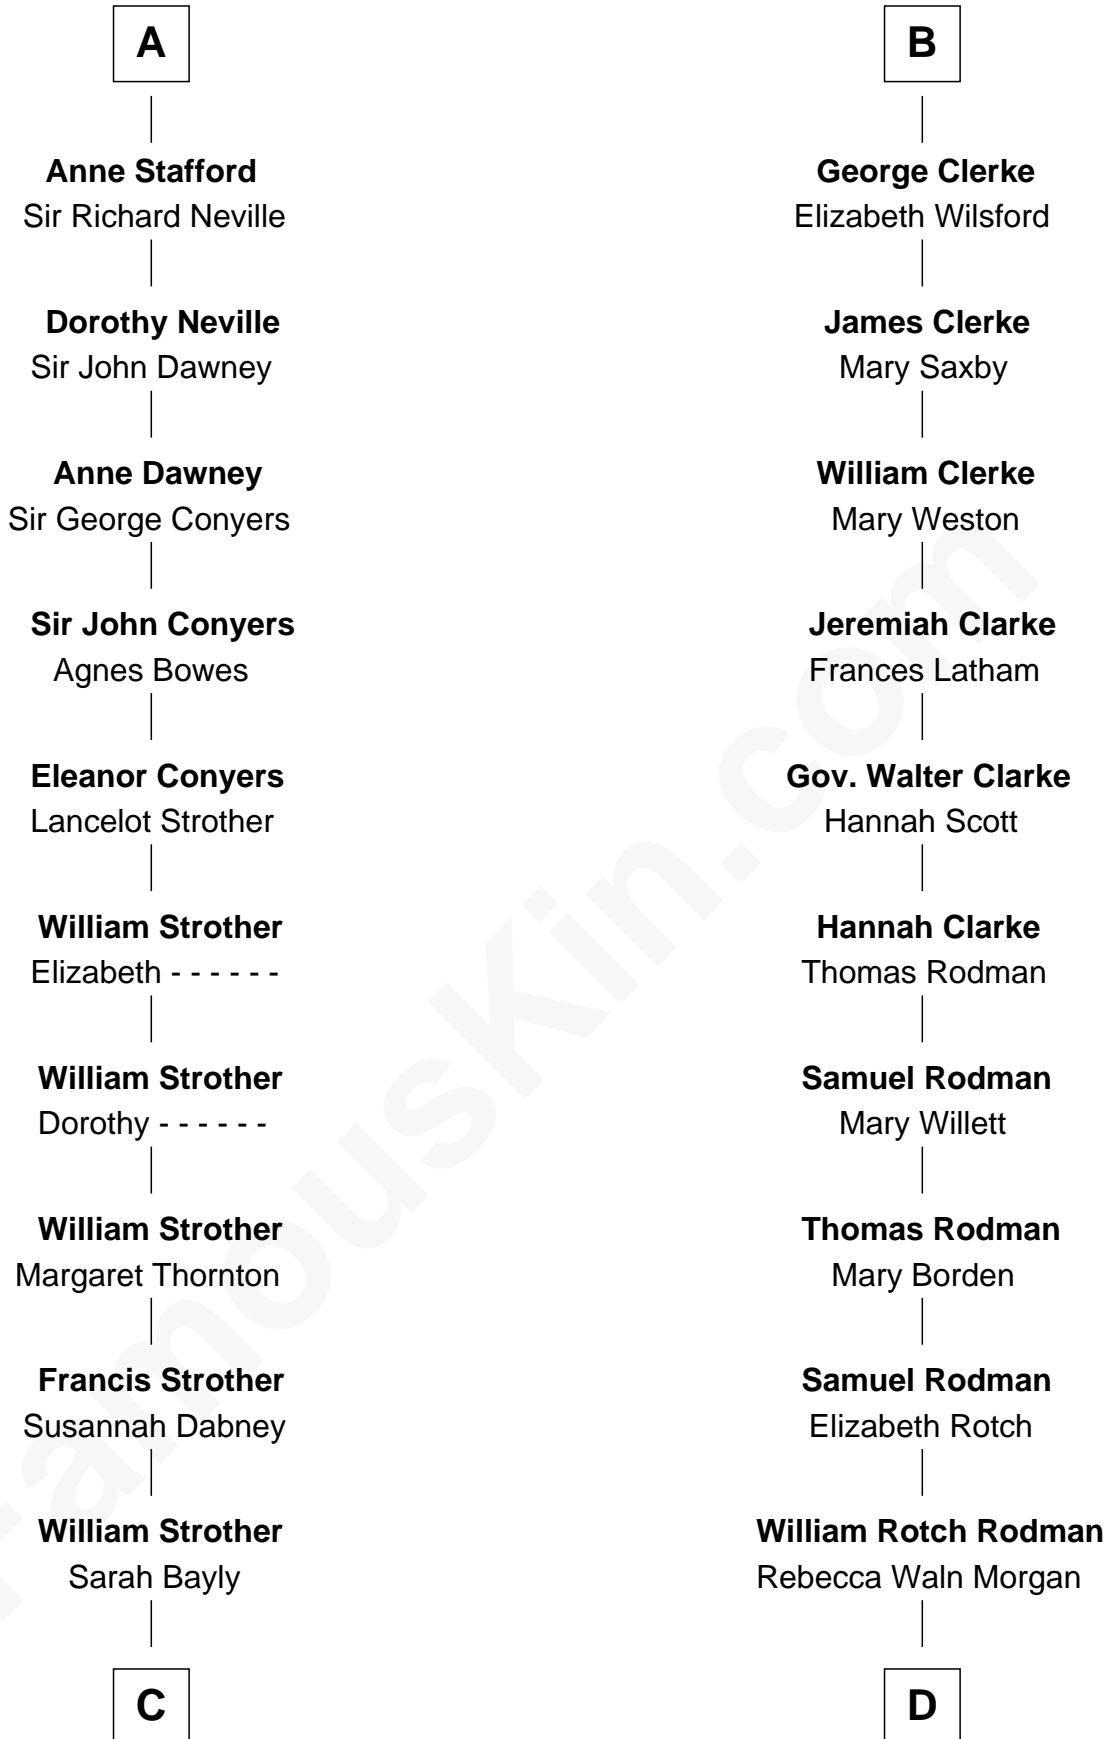 A
Anne Stafford
Sir Richard Neville
Dorothy Neville
Sir John Dawney
Anne Dawney
Sir George Conyers
Sir John Conyers
Agnes Bowes
Eleanor Conyers
Lancelot Strother
William Strother
Elizabeth - - - - - -
William Strother
Dorothy - - - - - -
William Strother
Margaret Thornton
Francis Strother
Susannah Dabney
William Strother
Sarah Bayly
C
B
George Clerke
Elizabeth Wilsford
James Clerke
Mary Saxby
William Clerke
Mary Weston
Jeremiah Clarke
Frances Latham
Gov. Walter Clarke
Hannah Scott
Hannah Clarke
Thomas Rodman
Samuel Rodman
Mary Willett
Thomas Rodman
Mary Borden
Samuel Rodman
Elizabeth Rotch
William Rotch Rodman
Rebecca Waln Morgan
D
FamousKin.com